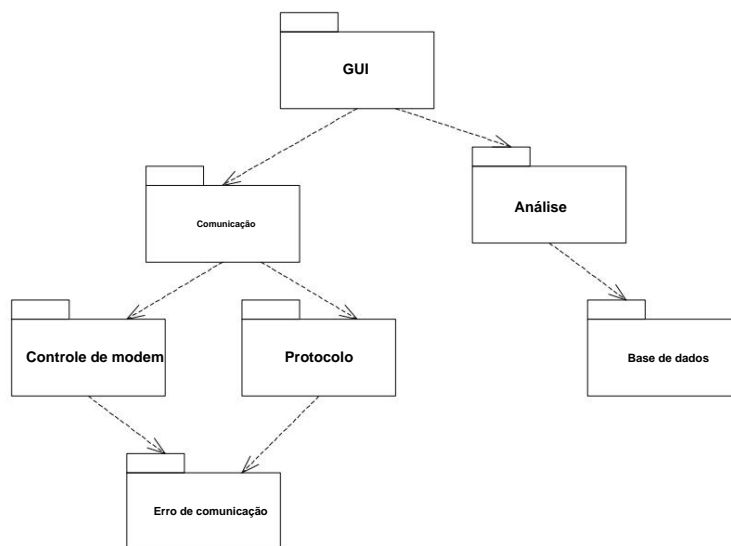 GUI
Comunicação
Análise
Controle de modem
Protocolo
Base de dados
Erro de comunicação